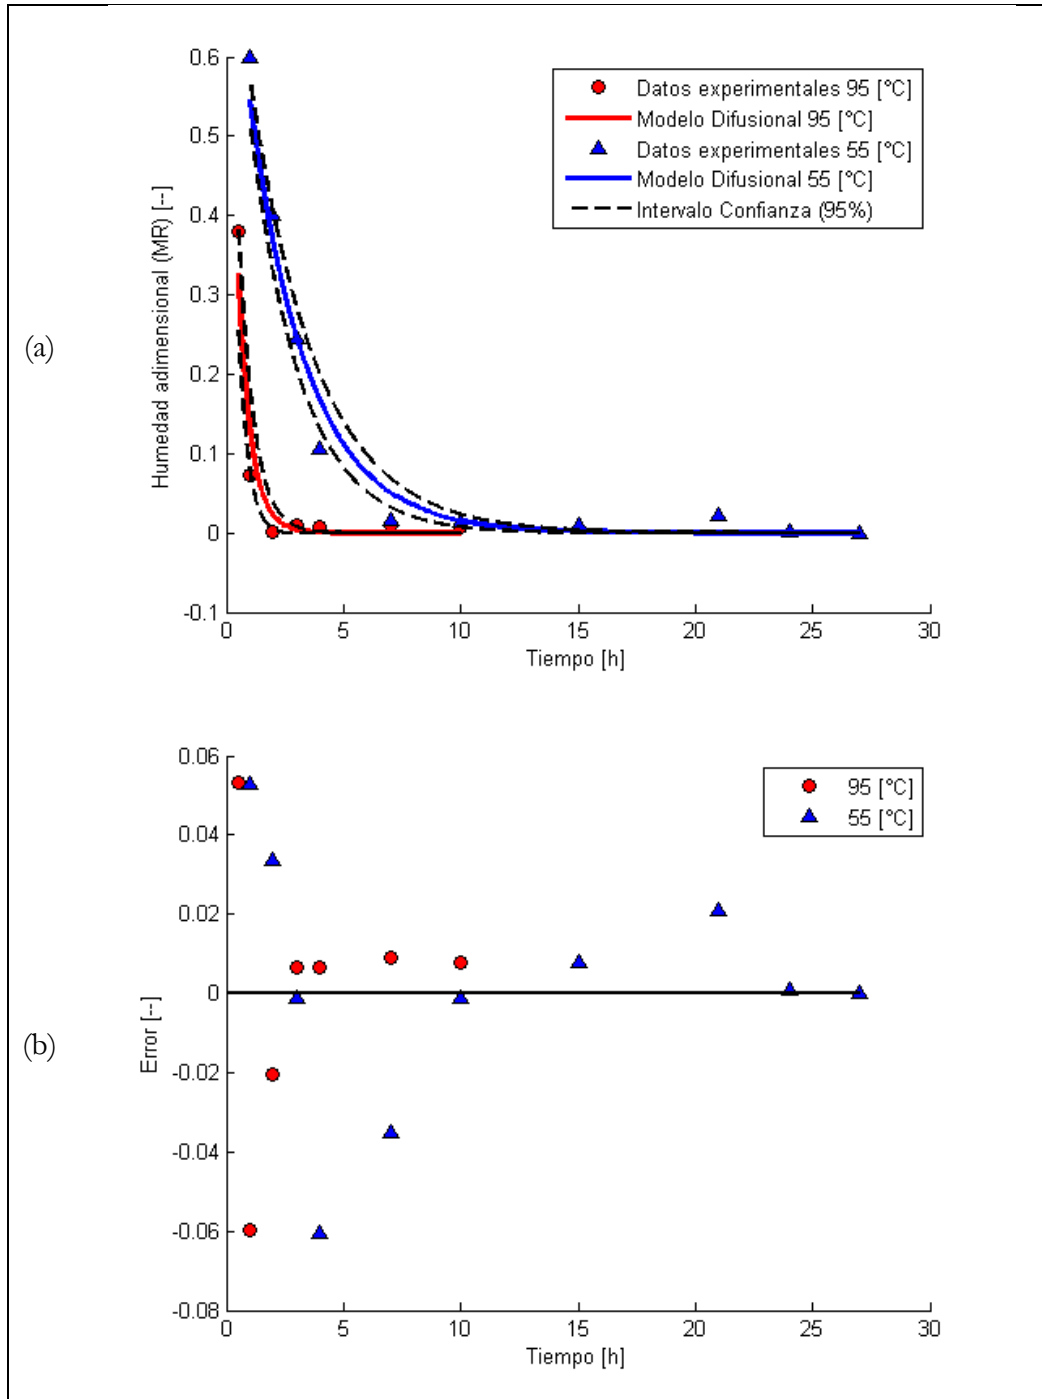 (a)
Humedad adimensional (MR) [--]
0.6
0.5
0.4
0.3
0.2
0.1
0
-0.1
0 5 10 15 20 25 30
Tiempo [h]
Datos experimentales 95 [°C]
Modelo Difusional 95 [°C]
Datos experimentales 55 [°C]
Modelo Difusional 55 [°C]
Intervalo Confianza (95%)
(b)
Error [--]
0.06
0.04
0.02
0
-0.02
-0.04
-0.06
-0.08
0 5 10 15 20 25 30
Tiempo [h]
95 [°C]
55 [°C]